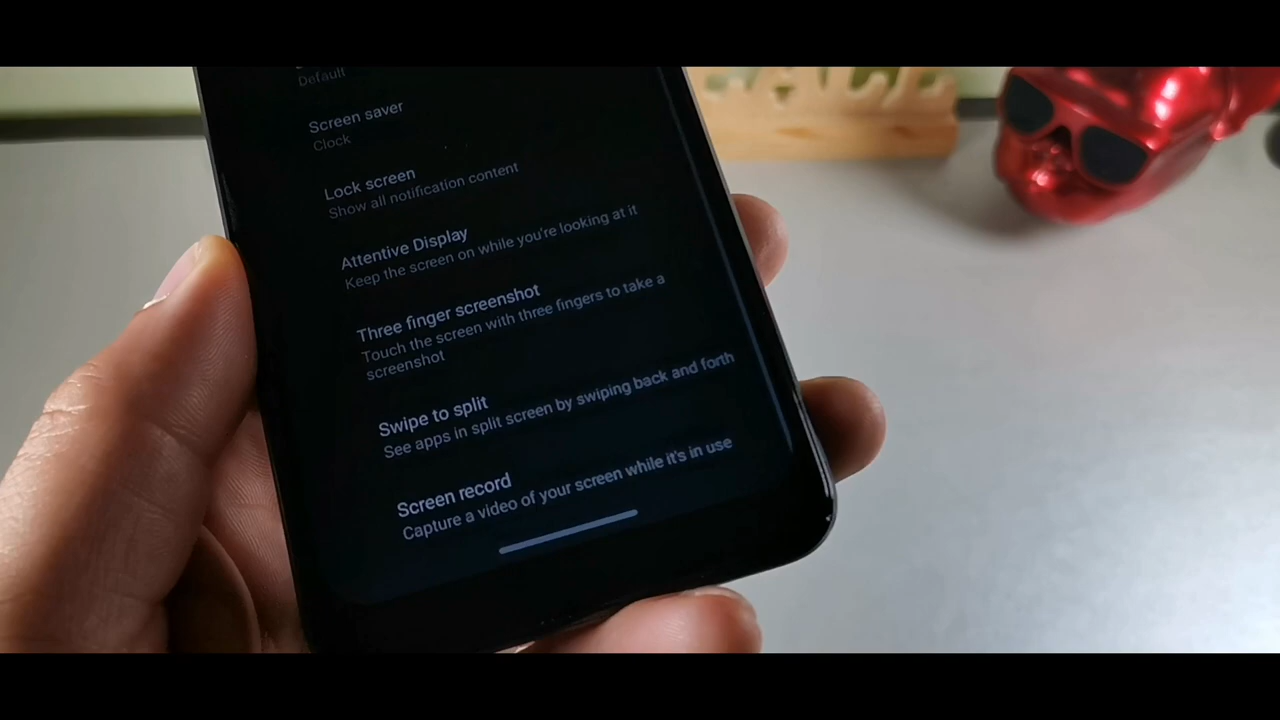 Default
Screen saver
Clock
Lock screen
Show all notification content
Attentive Display
Keep the screen on while you're looking at it
Three finger screenshot
Touch the screen with three fingers to take a
screenshot
Swipe to split
See apps in split screen by swiping back and forth
Screen record
Capture a video of your screen while it's in use